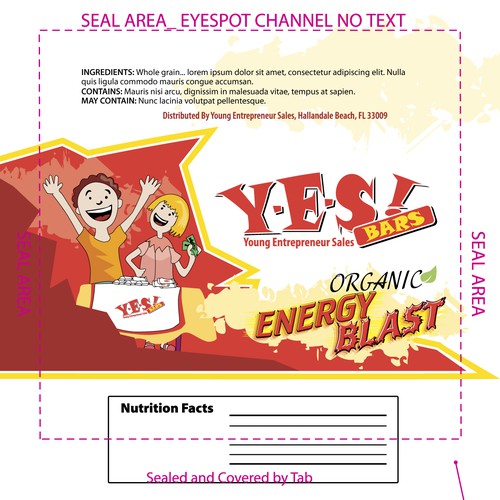 SEAL AREA_ EYESPOT CHANNEL NO TEXT
INGREDIENTS: Whole grain... lorem ipsum dolor sit amet, consectetur adipiscing elit. Nulla
quis ligula commodo mauris congue accumsan.
CONTAINS: Mauris nisi arcu, dignissim in malesuada vitae, tempus at sapien.
MAY CONTAIN: Nunc lacinia volutpat pellentesque.
Distributed By Young Entrepreneur Sales, Hallandale Beach, FL 33009
Y-E-S!
BARS
Young Entrepreneur Sales
SEAL AREA
SEAL AREA
ORGANIC
ENERGY
BLAST
Y-E-S!
BARS
Nutrition Facts
Sealed and Covered by Tab